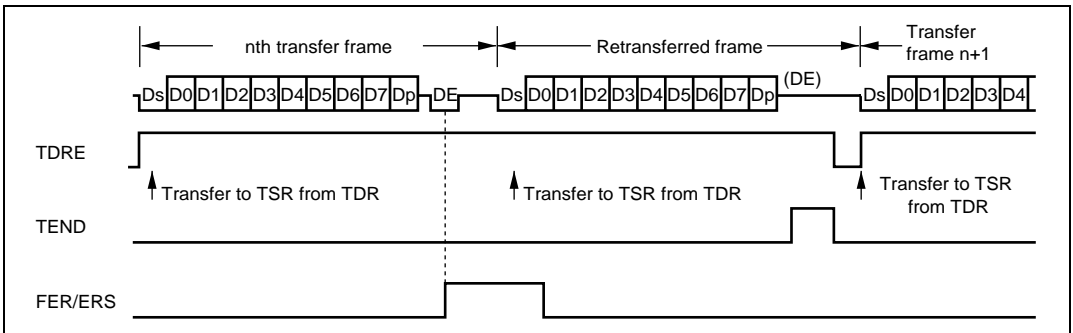 nth transfer frame
Retransferred frame
Transfer
frame n+1
Ds D0 D1 D2 D3 D4 D5 D6 D7 Dp DE
Ds D0 D1 D2 D3 D4 D5 D6 D7 Dp (DE)
Ds D0 D1 D2 D3 D4
TDRE
Transfer to TSR from TDR
Transfer to TSR from TDR
Transfer to TSR
from TDR
TEND
FER/ERS